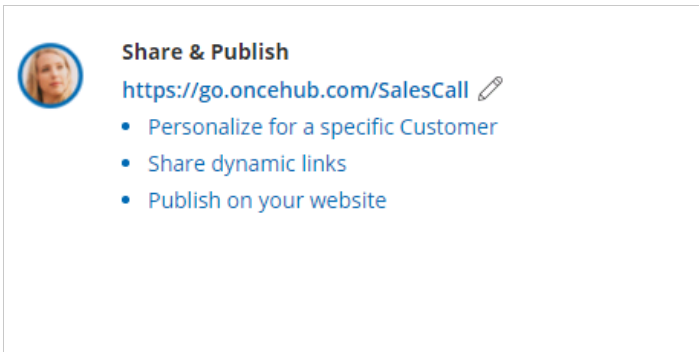 Share & Publish
https://go.oncehub.com/SalesCall
Personalize for a specific Customer
Share dynamic links
Publish on your website